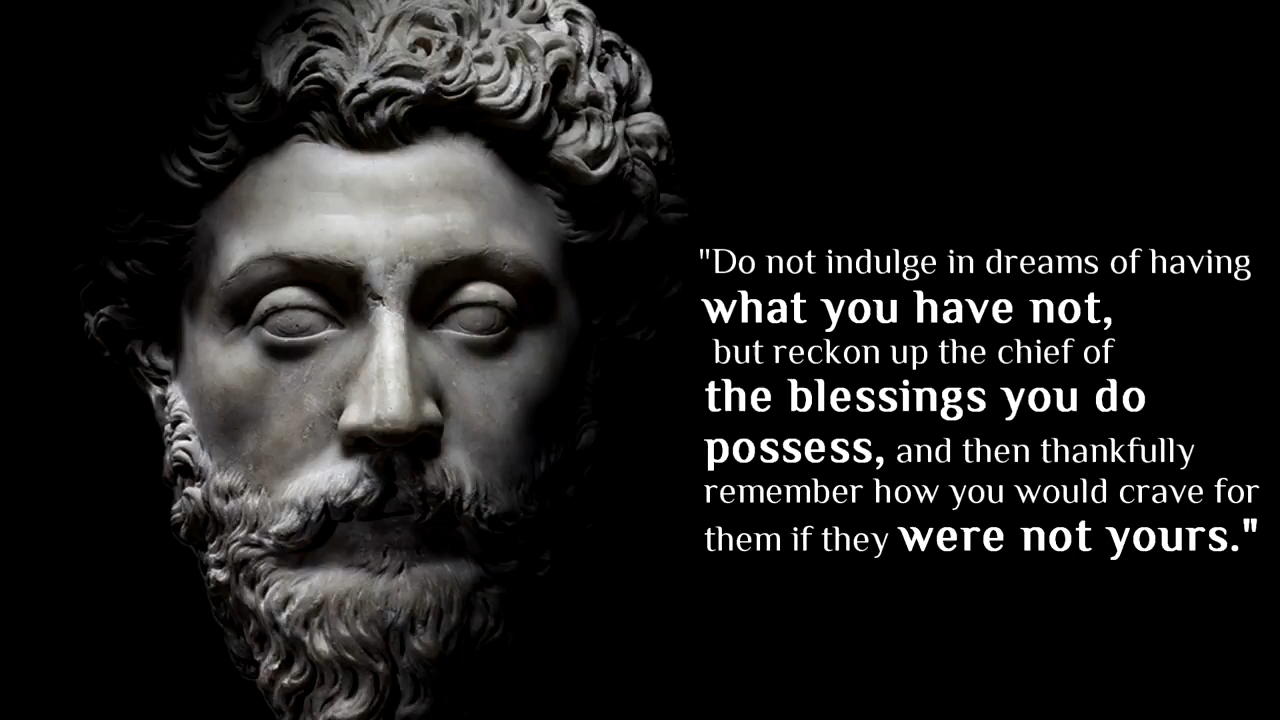 "Do not indulge in dreams of having
what you have not,
but reckon up the chief of
the blessings you do
possess, and then thankfully
remember how you would crave for
them if they were not yours."